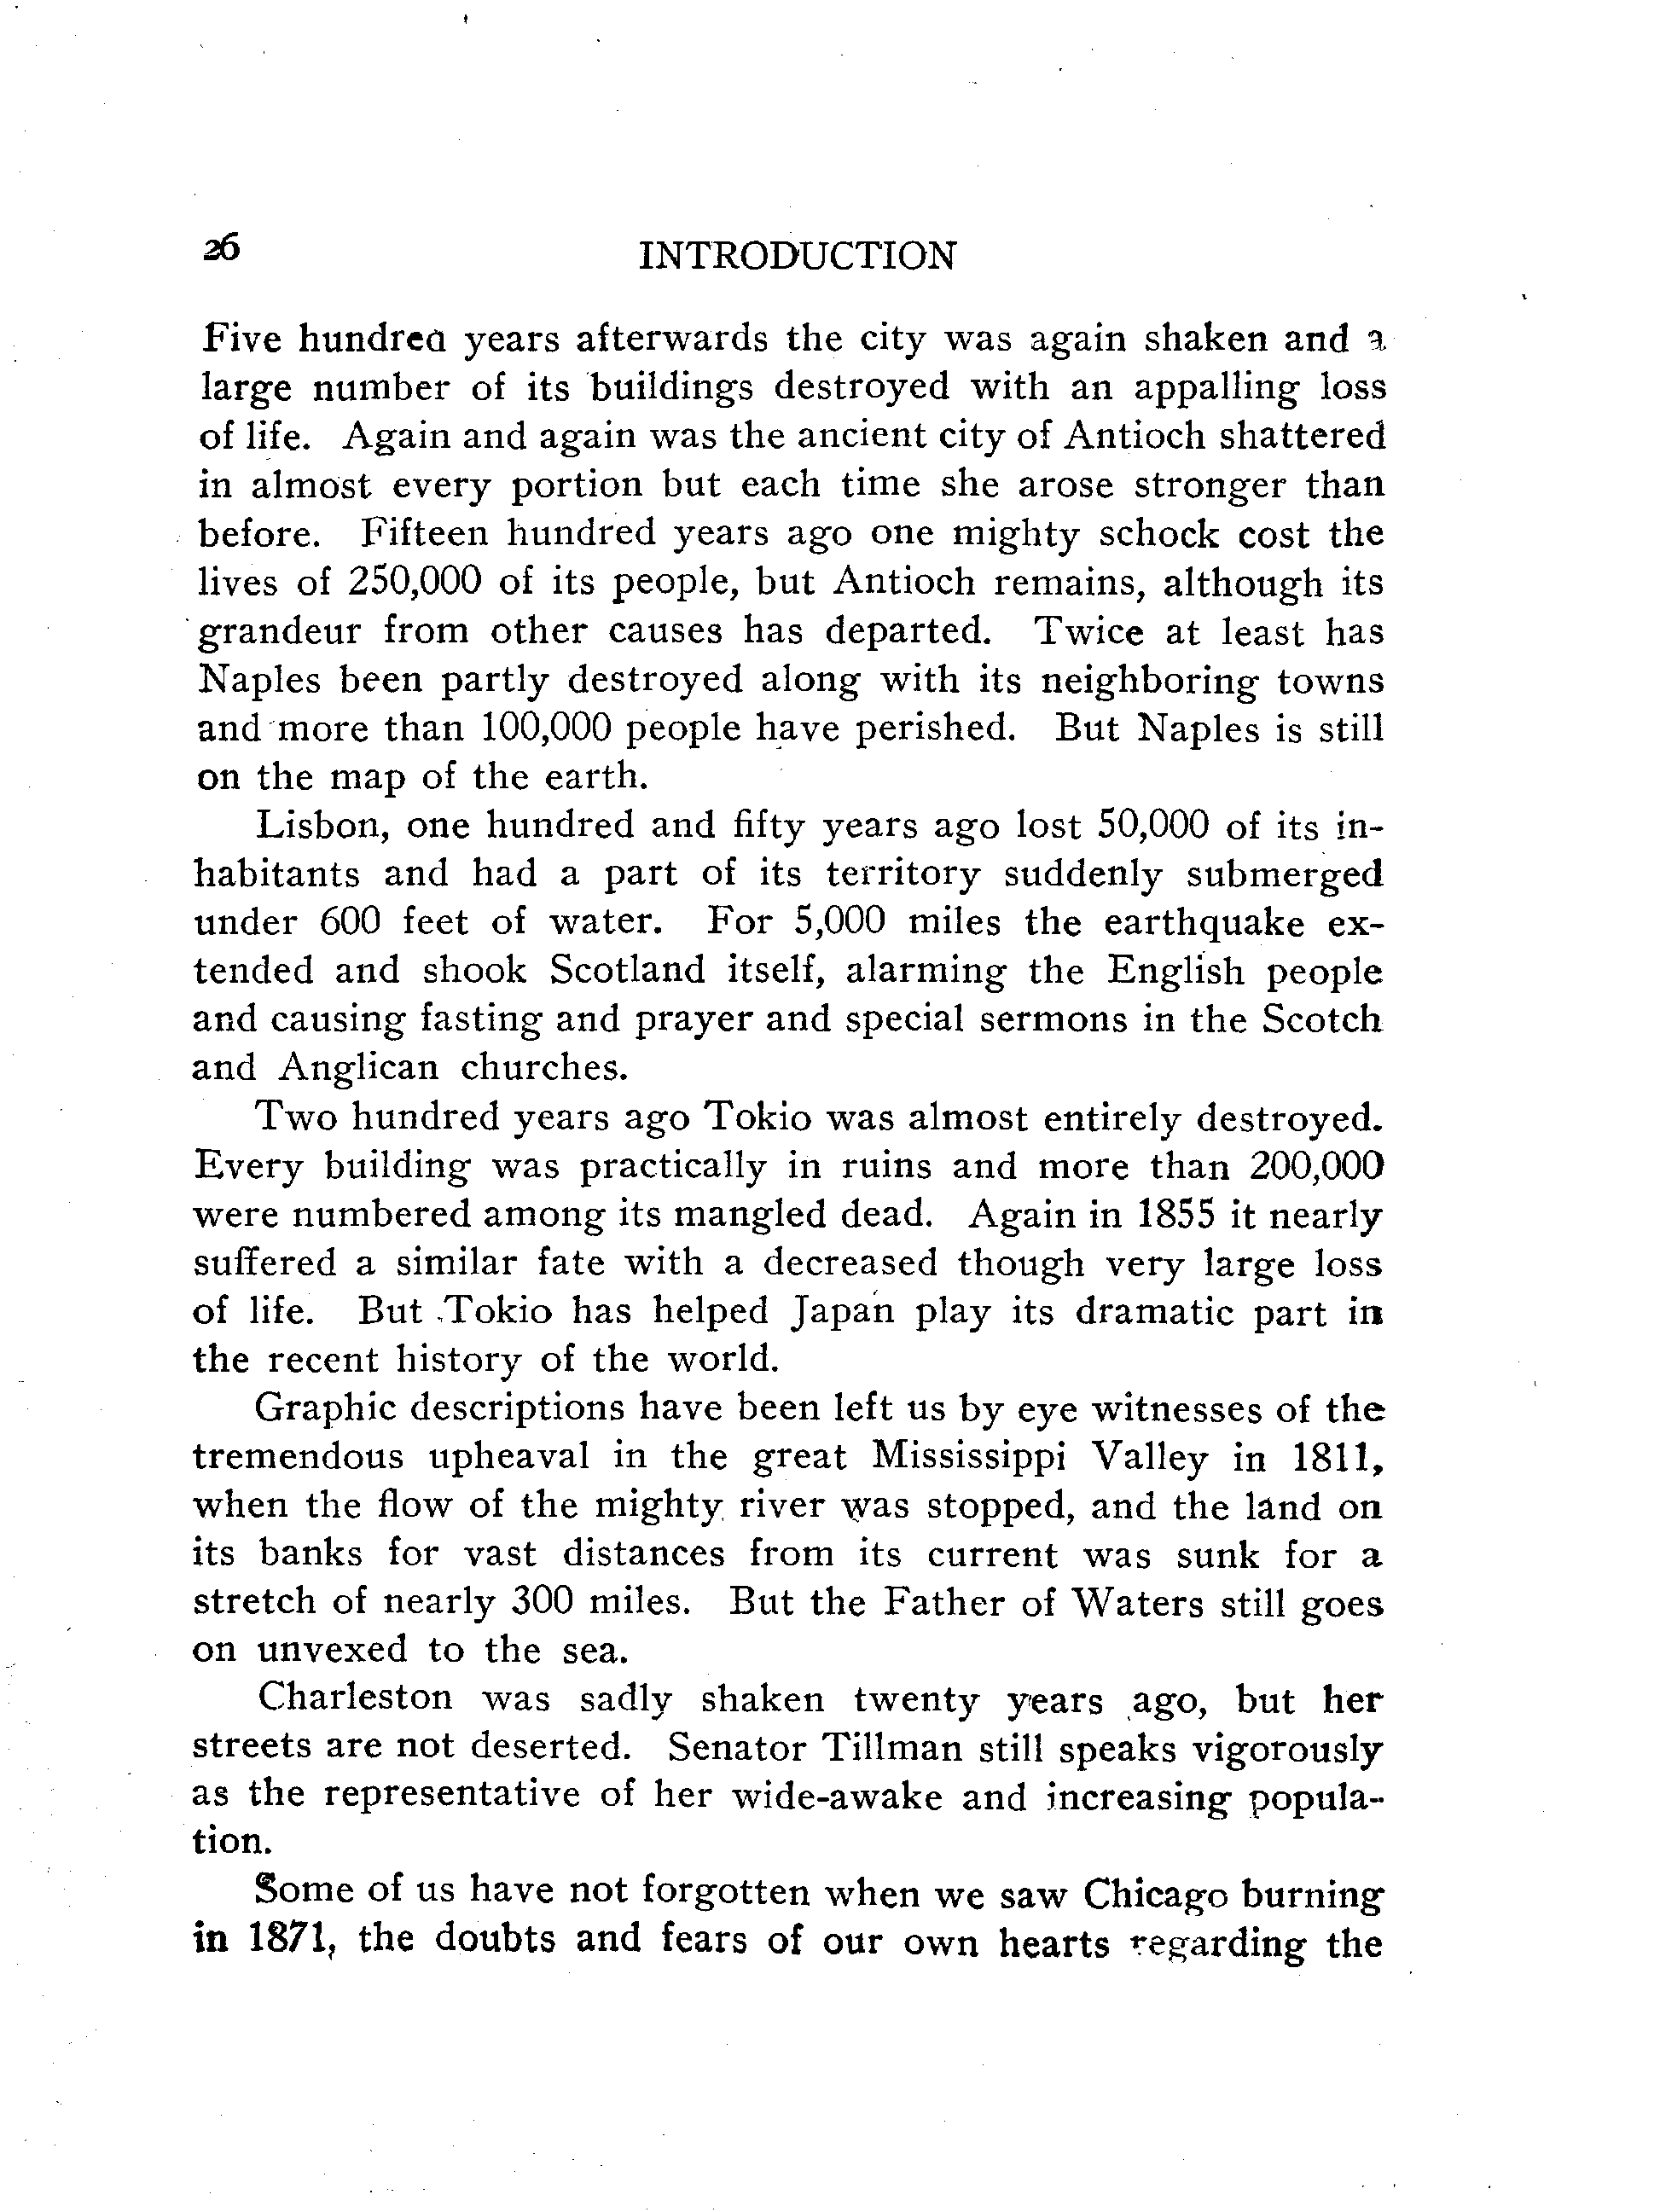 26 INTRODUCTION
Five hundred years afterwards the city was again shaken and a
large number of its buildings destroyed with an appalling loss
of life. Again and again was the ancient city of Antioch shattered
in almost every portion but each time she arose stronger than
before. Fifteen hundred years ago one mighty schock cost the
lives of 250,000 of its people, but Antioch remains, although its
grandeur from other causes has departed. Twice at least has
Naples been partly destroyed along with its neighboring towns
and more than 100,000 people have perished. But Naples is still
on the map of the earth.
Lisbon, one hundred and fifty years ago lost 50,000 of its in-
habitants and had a part of its territory suddenly submerged
under 600 feet of water. For 5,000 miles the earthquake ex-
tended and shook Scotland itself, alarming the English people
and causing fasting and prayer and special sermons in the Scotch
and Anglican churches.
Two hundred years ago Tokio was almost entirely destroyed.
Every building was practically in ruins and more than 200,000
were numbered among its mangled dead. Again in 1855 it nearly
suffered a similar fate with a decreased though very large loss
of life. But Tokio has helped Japan play its dramatic part in
the recent history of the world.
Graphic descriptions have been left us by eye witnesses of the
tremendous upheaval in the great Mississippi Valley in 1811,
when the flow of the mighty river was stopped, and the land on
its banks for vast distances from its current was sunk for a
stretch of nearly 300 miles. But the Father of Waters still goes
on unvexed to the sea.
Charleston was sadly shaken twenty years ago, but her
streets are not deserted. Senator Tillman still speaks vigorously
as the representative of her wide-awake and increasing popula-
tion.
Some of us have not forgotten when we saw Chicago burning
in 1871, the doubts and fears of our own hearts regarding the